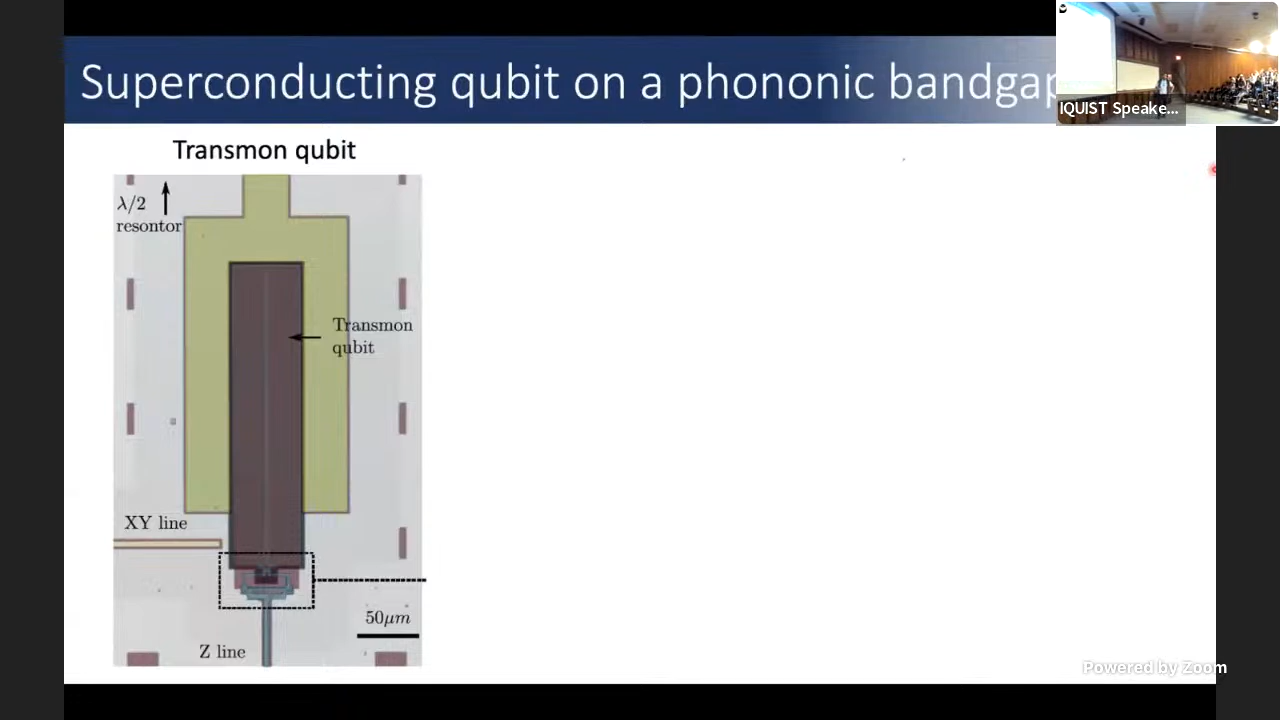 Superconducting qubit on a phononic bandgap
IQUIST Speake...
Transmon qubit
λ/2
resontor
Transmon
qubit
XY line
50μm
Z line
Powered by Zoom